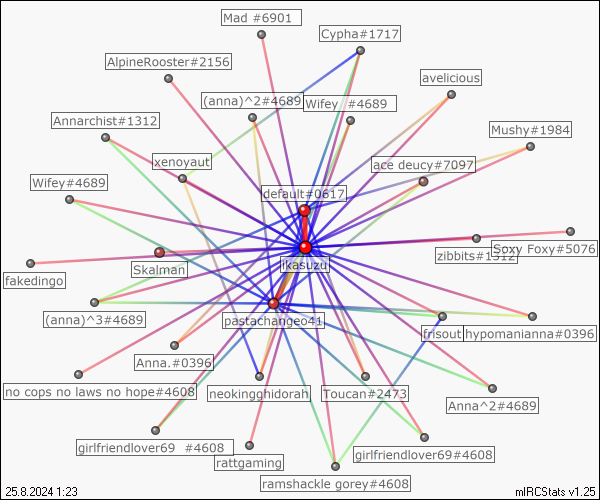 Mad #6901
Cypha#1717
AlpineRooster#2156
avelicious
(anna)^2#4689
Wifey #4689
Annarchist#1312
Mushy#1984
xenoyaut
ace deucy#7097
Wifey#4689
default#0617
Soxy Foxy#5076
zibbits#1312
ikasuzu
Skalman
fakedingo
(anna)^3#4689
pastachangeo41
frisout
hypomanianna#0396
Anna.#0396
no cops no laws no hope#4608
neokingghidorah
Toucan#2473
Anna^2#4689
girlfriendlover69 #4608
rattgaming
girlfriendlover69#4608
ramshackle gorey#4608
25.8.2024 1:23
mIRCStats v1.25